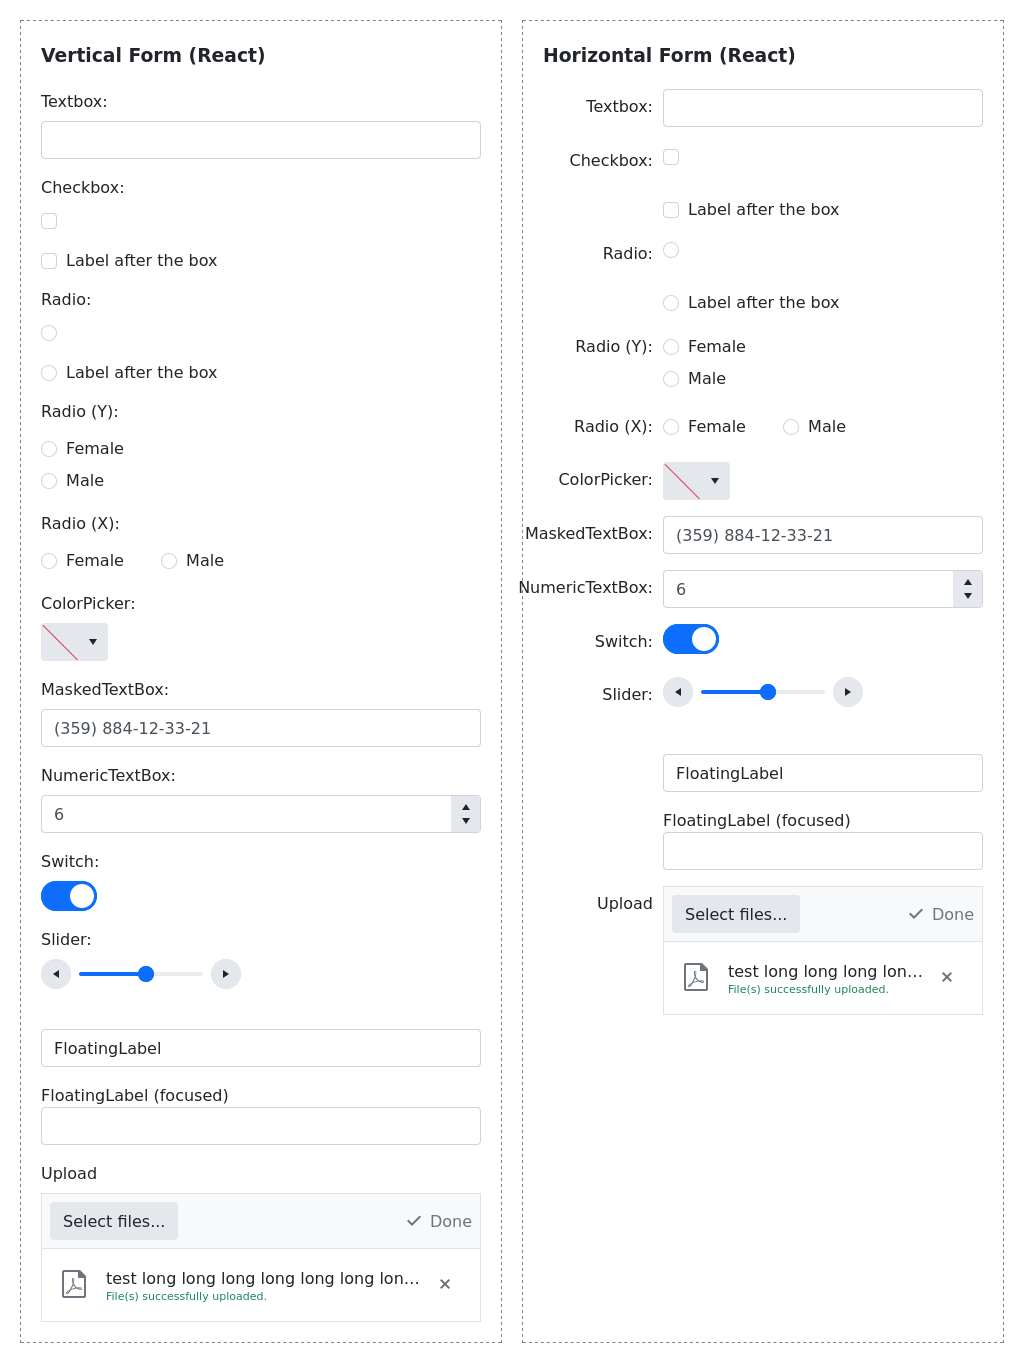 Vertical Form (React)
Textbox:
Checkbox:
Label after the box
Radio:
Label after the box
Radio (Y):
Female
Male
Radio (X):
Female Male
ColorPicker:
MaskedTextBox:
(359) 884-12-33-21
NumericTextBox:
6
Switch:
Slider:
FloatingLabel
FloatingLabel (focused)
Upload
Select files... Done
test long long long long long long lon...
File(s) successfully uploaded.
Horizontal Form (React)
Textbox:
Checkbox:
Label after the box
Radio:
Label after the box
Radio (Y): Female
Male
Radio (X): Female Male
ColorPicker:
MaskedTextBox: (359) 884-12-33-21
NumericTextBox: 6
Switch:
Slider:
FloatingLabel
FloatingLabel (focused)
Upload Select files... Done
test long long long lon...
File(s) successfully uploaded.